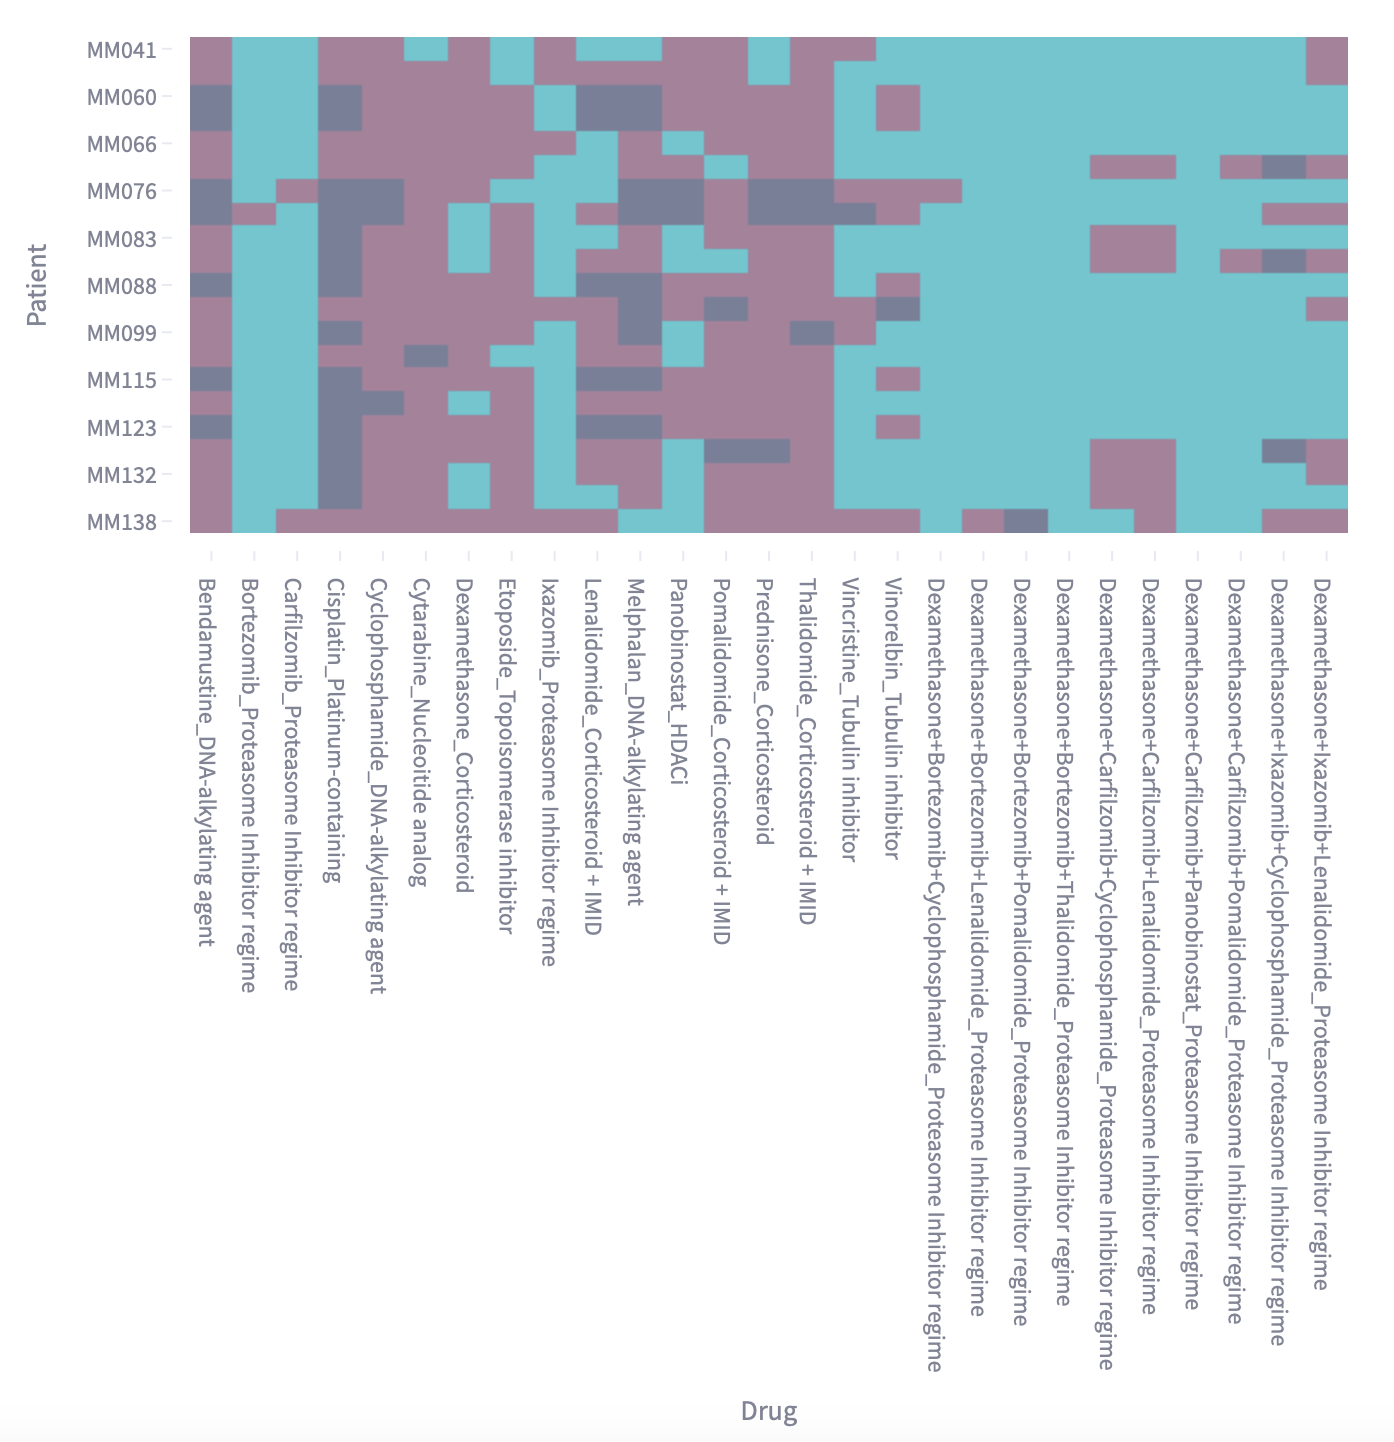 Patient
MM041
MM060
MM066
MM076
MM083
MM088
MM099
MM115
MM123
MM132
MM138
Bendamustine_DNA-alkylating agent
Bortezomib_Proteasome Inhibitor regime
Carfilzomib_Proteasome Inhibitor regime
Cisplatin_Platinum-containing
Cyclophosphamide_DNA-alkylating agent
Cytarabine_Nucleoitide analog
Dexamethasone_Corticosteroid
Etoposide_Topoisomerase inhibitor
Ixazomib_Proteasome Inhibitor regime
Lenalidomide_Corticosteroid + IMID
Melphalan_DNA-alkylating agent
Panobinostat_HDACi
Pomalidomide_Corticosteroid + IMID
Prednisone_Corticosteroid
Thalidomide_Corticosteroid + IMID
Vincristine_Tubulin inhibitor
Vinorelbin_Tubulin inhibitor
Dexamethasone+Bortezomib+Cyclophosphamide_Proteasome Inhibitor regime
Dexamethasone+Bortezomib+Lenalidomide_Proteasome Inhibitor regime
Dexamethasone+Bortezomib+Pomalidomide_Proteasome Inhibitor regime
Dexamethasone+Bortezomib+Thalidomide_Proteasome Inhibitor regime
Dexamethasone+Carfilzomib+Cyclophosphamide_Proteasome Inhibitor regime
Dexamethasone+Carfilzomib+Lenalidomide_Proteasome Inhibitor regime
Dexamethasone+Carfilzomib+Panobinostat_Proteasome Inhibitor regime
Dexamethasone+Carfilzomib+Pomalidomide_Proteasome Inhibitor regime
Dexamethasone+Ixazomib+Cyclophosphamide_Proteasome Inhibitor regime
Dexamethasone+Ixazomib+Lenalidomide_Proteasome Inhibitor regime
Drug